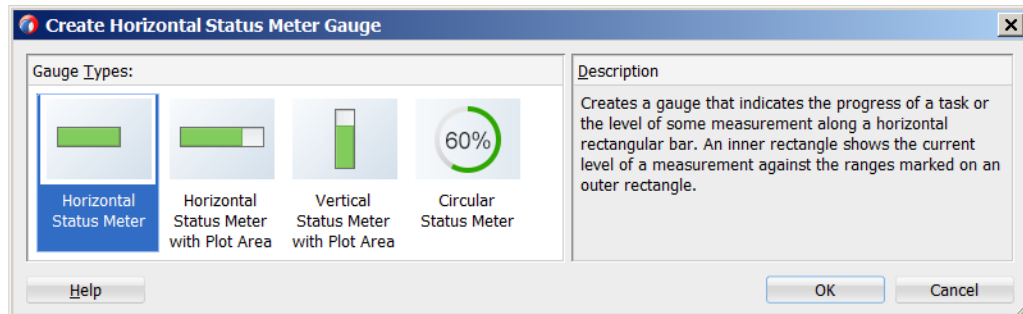 Create Horizontal Status Meter Gauge
Gauge Types:
60%
Horizontal
Status Meter
Horizontal
Status Meter
with Plot Area
Vertical
Status Meter
with Plot Area
Circular
Status Meter
Description
Creates a gauge that indicates the progress of a task or
the level of some measurement along a horizontal
rectangular bar. An inner rectangle shows the current
level of a measurement against the ranges marked on an
outer rectangle.
Help
OK
Cancel